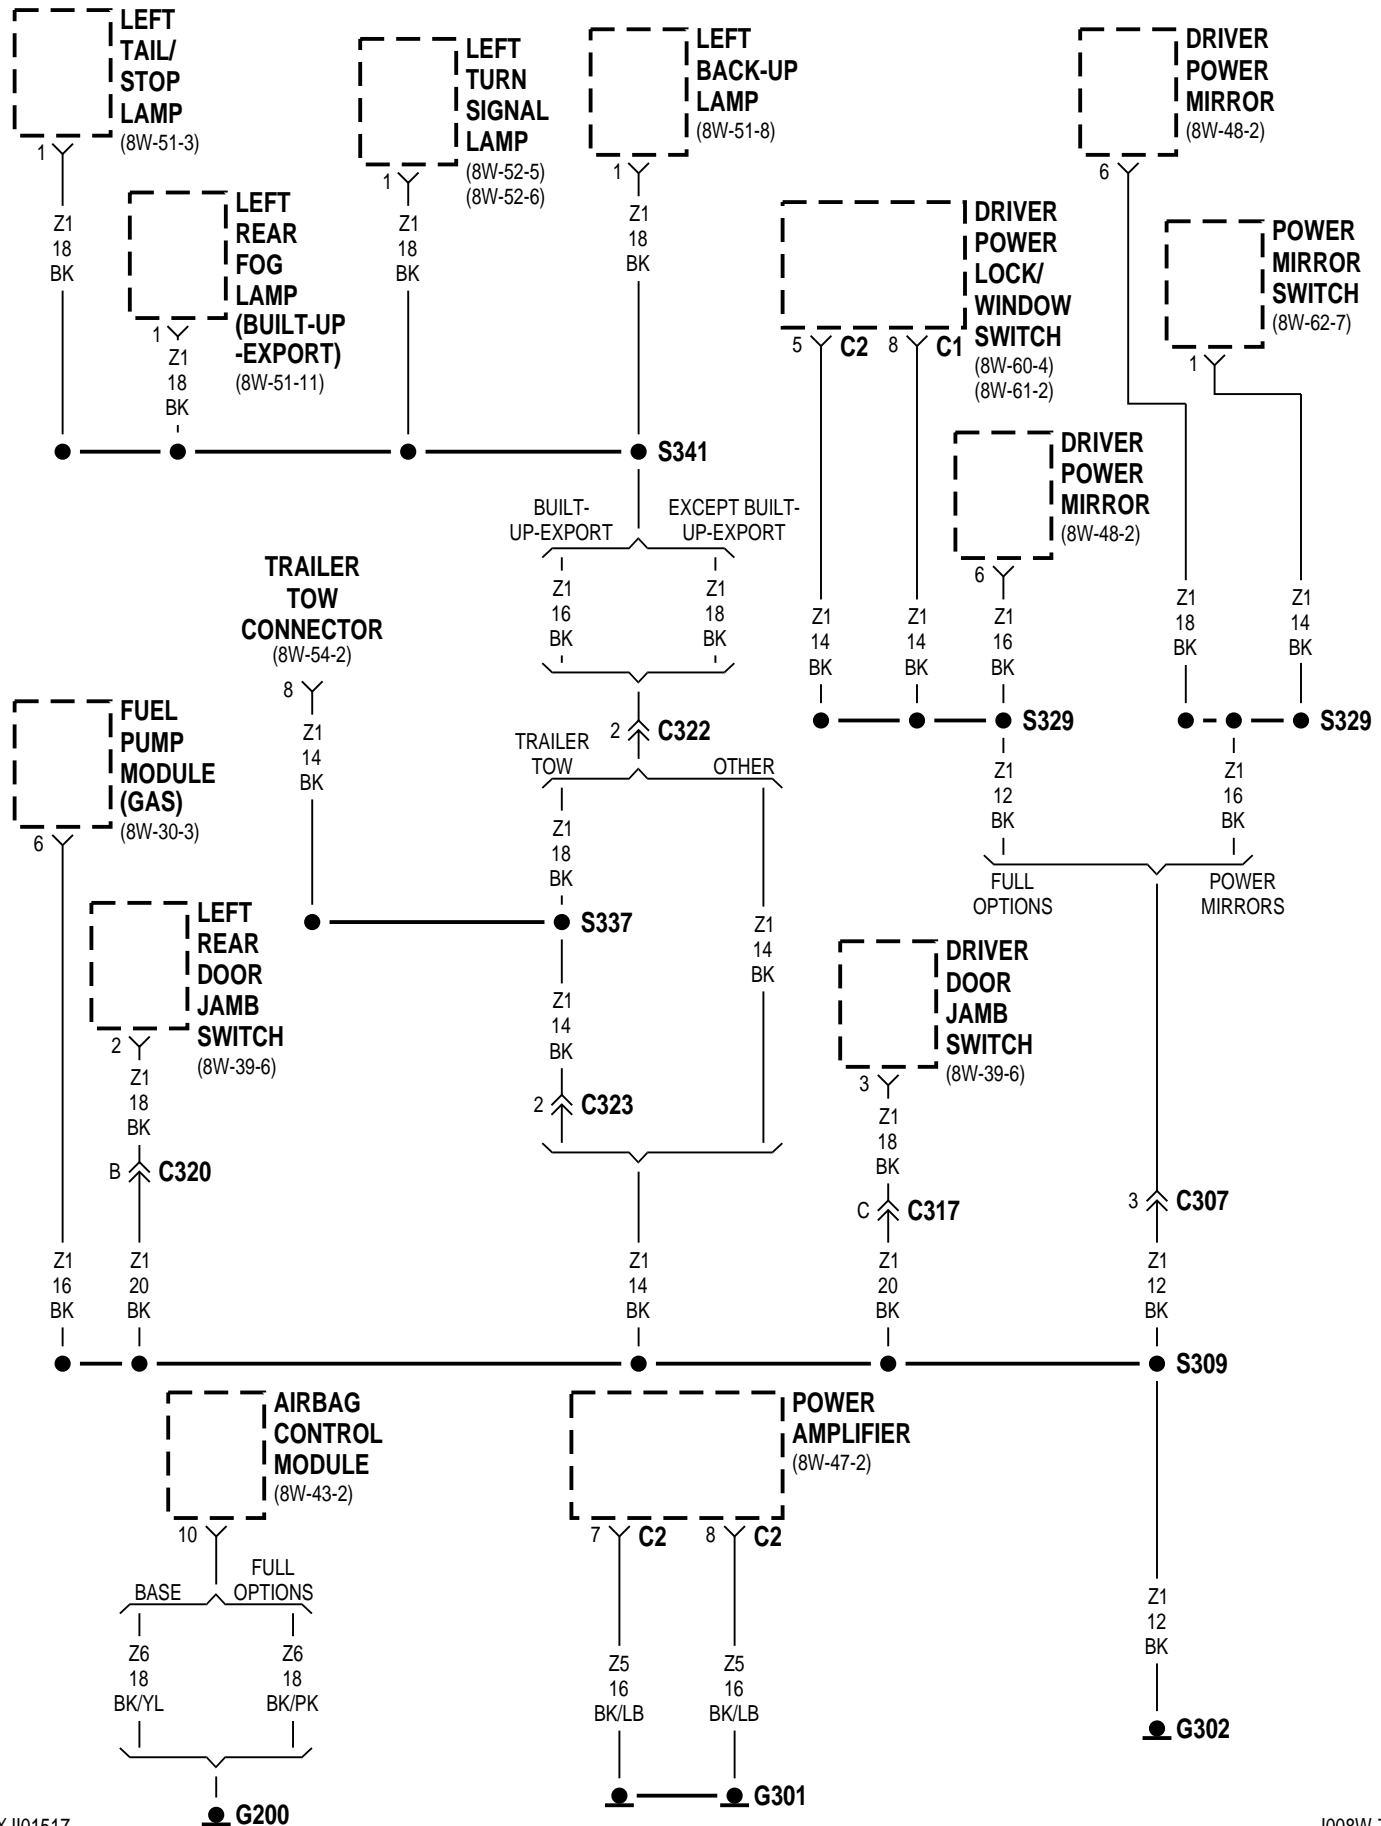 LEFT
TAIL/
STOP
LAMP
(8W-51-3)
1
Z1
18
BK
LEFT
REAR
FOG
LAMP
(BUILT-UP
-EXPORT)
(8W-51-11)
1
Z1
18
BK
LEFT
TURN
SIGNAL
LAMP
(8W-52-5)
(8W-52-6)
1
Z1
18
BK
LEFT
BACK-UP
LAMP
(8W-51-8)
1
Z1
18
BK
S341
DRIVER
POWER
LOCK/
WINDOW
SWITCH
(8W-60-4)
(8W-61-2)
5
C2
8
C1
Z1
14
BK
Z1
14
BK
DRIVER
POWER
MIRROR
(8W-48-2)
6
Z1
18
BK
POWER
MIRROR
SWITCH
(8W-62-7)
1
Z1
14
BK
DRIVER
POWER
MIRROR
(8W-48-2)
6
Z1
16
BK
S329
S329
BUILT-
UP-EXPORT
EXCEPT BUILT-
UP-EXPORT
Z1
16
BK
Z1
18
BK
2
C322
TRAILER
TOW
CONNECTOR
(8W-54-2)
8
Z1
14
BK
TRAILER
TOW
OTHER
Z1
18
BK
S337
Z1
14
BK
Z1
14
BK
2
C323
Z1
12
BK
Z1
16
BK
FULL
OPTIONS
POWER
MIRRORS
FUEL
PUMP
MODULE
(GAS)
(8W-30-3)
6
Z1
16
BK
LEFT
REAR
DOOR
JAMB
SWITCH
(8W-39-6)
2
Z1
18
BK
B
C320
Z1
20
BK
Z1
14
BK
DRIVER
DOOR
JAMB
SWITCH
(8W-39-6)
3
Z1
18
BK
C
C317
Z1
20
BK
3
C307
Z1
12
BK
S309
AIRBAG
CONTROL
MODULE
(8W-43-2)
10
BASE
FULL
OPTIONS
Z6
18
BK/YL
Z6
18
BK/PK
G200
POWER
AMPLIFIER
(8W-47-2)
7
C2
8
C2
Z5
16
BK/LB
Z5
16
BK/LB
G301
Z1
12
BK
G302